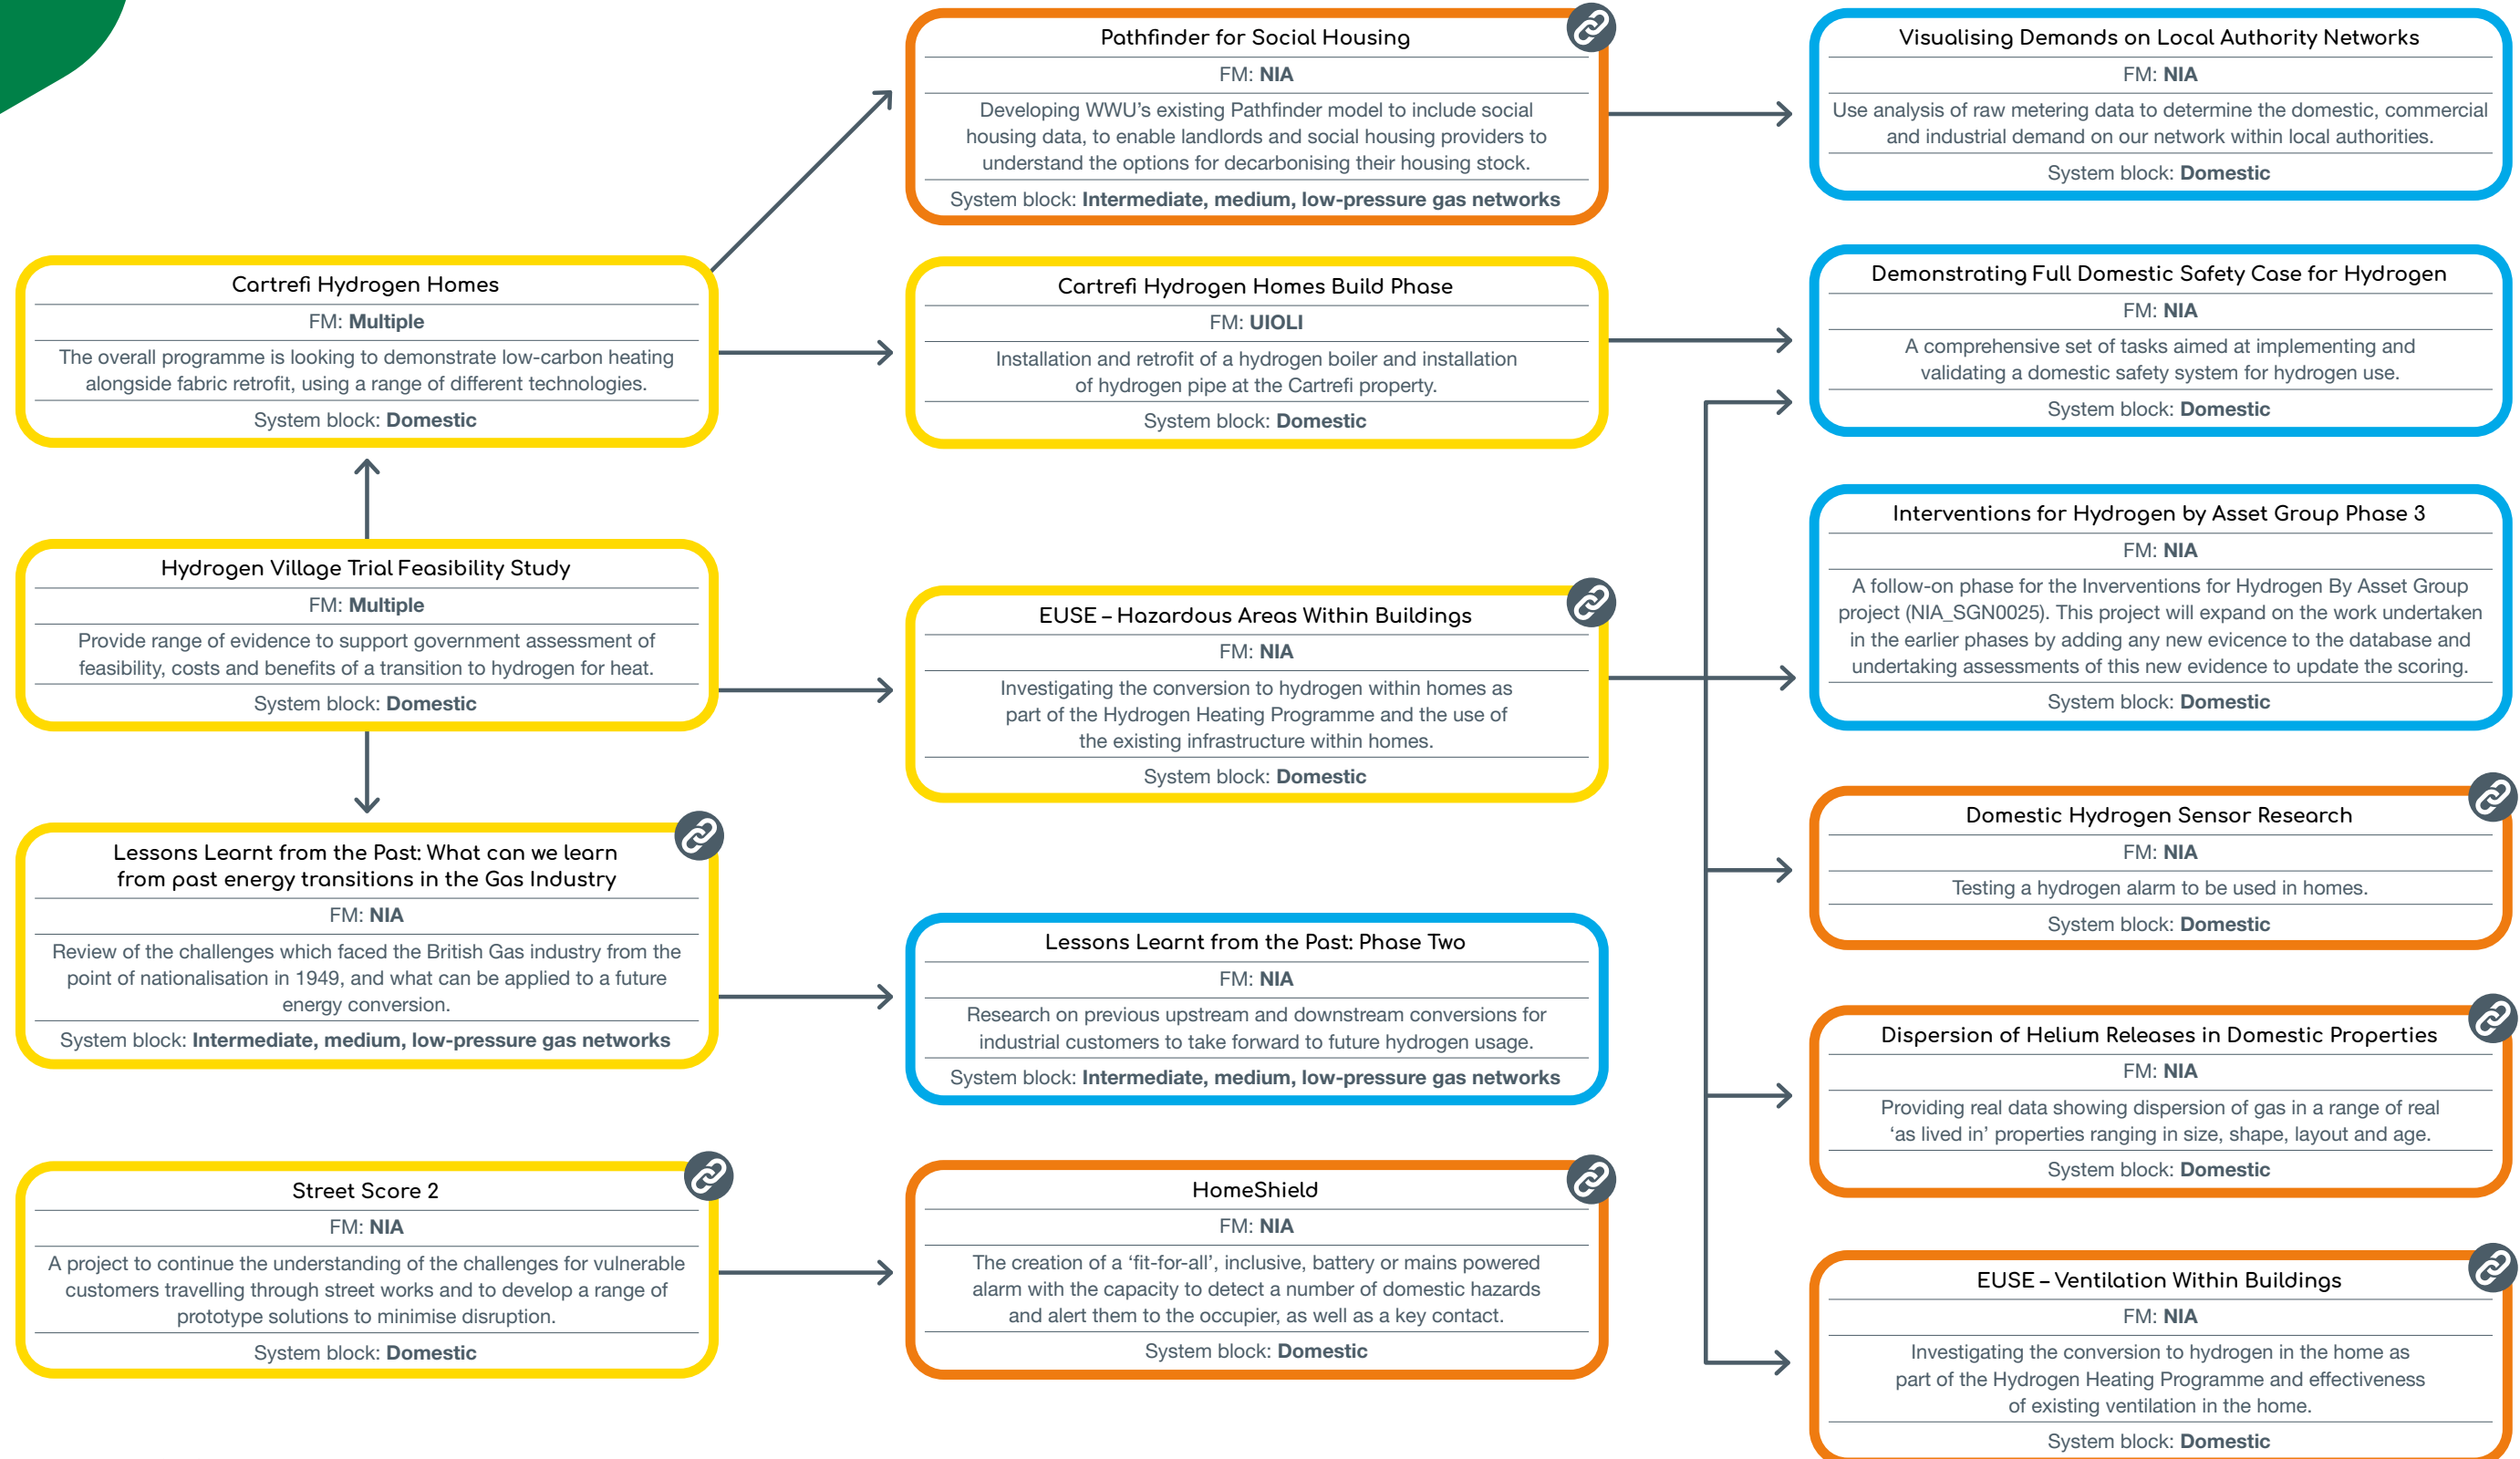 Pathfinder for Social Housing
FM: NIA
Developing WWU's existing Pathfinder model to include social
housing data, to enable landlords and social housing providers to
understand the options for decarbonising their housing stock.
System block: Intermediate, medium, low-pressure gas networks
Visualising Demands on Local Authority Networks
FM: NIA
Use analysis of raw metering data to determine the domestic, commercial
and industrial demand on our network within local authorities.
System block: Domestic
Cartrefi Hydrogen Homes
FM: Multiple
The overall programme is looking to demonstrate low-carbon heating
alongside fabric retrofit, using a range of different technologies.
System block: Domestic
Cartrefi Hydrogen Homes Build Phase
FM: UIOLI
Installation and retrofit of a hydrogen boiler and installation
of hydrogen pipe at the Cartrefi property.
System block: Domestic
Demonstrating Full Domestic Safety Case for Hydrogen
FM: NIA
A comprehensive set of tasks aimed at implementing and
validating a domestic safety system for hydrogen use.
System block: Domestic
Hydrogen Village Trial Feasibility Study
FM: Multiple
Provide range of evidence to support government assessment of
feasibility, costs and benefits of a transition to hydrogen for heat.
System block: Domestic
EUSE – Hazardous Areas Within Buildings
FM: NIA
Investigating the conversion to hydrogen within homes as
part of the Hydrogen Heating Programme and the use of
the existing infrastructure within homes.
System block: Domestic
Interventions for Hydrogen by Asset Group Phase 3
FM: NIA
A follow-on phase for the Inverventions for Hydrogen By Asset Group
project (NIA_SGN0025). This project will expand on the work undertaken
in the earlier phases by adding any new evicence to the database and
undertaking assessments of this new evidence to update the scoring.
System block: Domestic
Lessons Learnt from the Past: What can we learn
from past energy transitions in the Gas Industry
FM: NIA
Review of the challenges which faced the British Gas industry from the
point of nationalisation in 1949, and what can be applied to a future
energy conversion.
System block: Intermediate, medium, low-pressure gas networks
Lessons Learnt from the Past: Phase Two
FM: NIA
Research on previous upstream and downstream conversions for
industrial customers to take forward to future hydrogen usage.
System block: Intermediate, medium, low-pressure gas networks
Domestic Hydrogen Sensor Research
FM: NIA
Testing a hydrogen alarm to be used in homes.
System block: Domestic
Dispersion of Helium Releases in Domestic Properties
FM: NIA
Providing real data showing dispersion of gas in a range of real
‘as lived in’ properties ranging in size, shape, layout and age.
System block: Domestic
Street Score 2
FM: NIA
A project to continue the understanding of the challenges for vulnerable
customers travelling through street works and to develop a range of
prototype solutions to minimise disruption.
System block: Domestic
HomeShield
FM: NIA
The creation of a ‘fit-for-all’, inclusive, battery or mains powered
alarm with the capacity to detect a number of domestic hazards
and alert them to the occupier, as well as a key contact.
System block: Domestic
EUSE – Ventilation Within Buildings
FM: NIA
Investigating the conversion to hydrogen in the home as
part of the Hydrogen Heating Programme and effectiveness
of existing ventilation in the home.
System block: Domestic